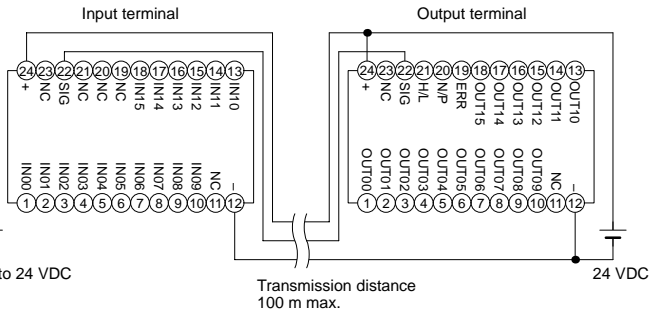 Input terminal
Output terminal
24 23 22 21 20 19 18 17 16 15 14 13
+ NC SIG NC NC NC IN15 IN14 IN13 IN12 IN11 IN10
IN00 IN01 IN02 IN03 IN04 IN05 IN06 IN07 IN08 IN09 NC –
1 2 3 4 5 6 7 8 9 10 11 12
24 23 22 21 20 19 18 17 16 15 14 13
+ NC SIG H/L N/P ERR OUT15 OUT14 OUT13 OUT12 OUT11 OUT10
OUT00 OUT01 OUT02 OUT03 OUT04 OUT05 OUT06 OUT07 OUT08 OUT09 NC –
1 2 3 4 5 6 7 8 9 10 11 12
to 24 VDC
Transmission distance
100 m max.
24 VDC